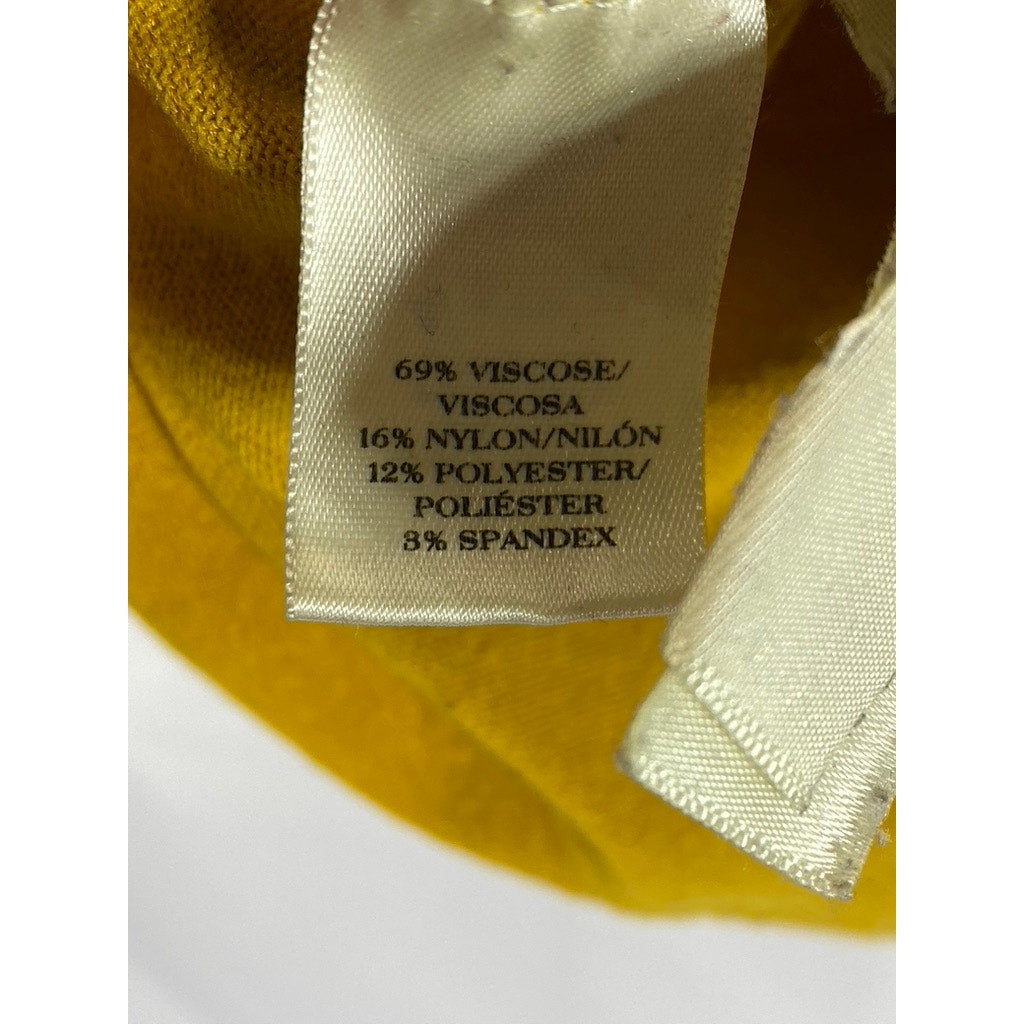 69% VISCOSE/
VISCOSA
16% NYLON/NILÓN
12% POLYESTER/
POLIÉSTER
3% SPANDEX